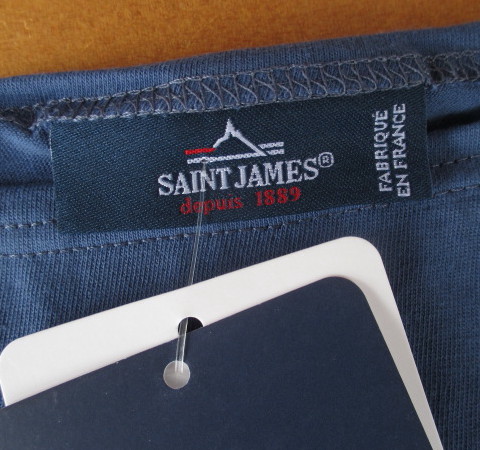 SAINT JAMES®
depuis 1889
FABRIQUÉ
EN FRANCE